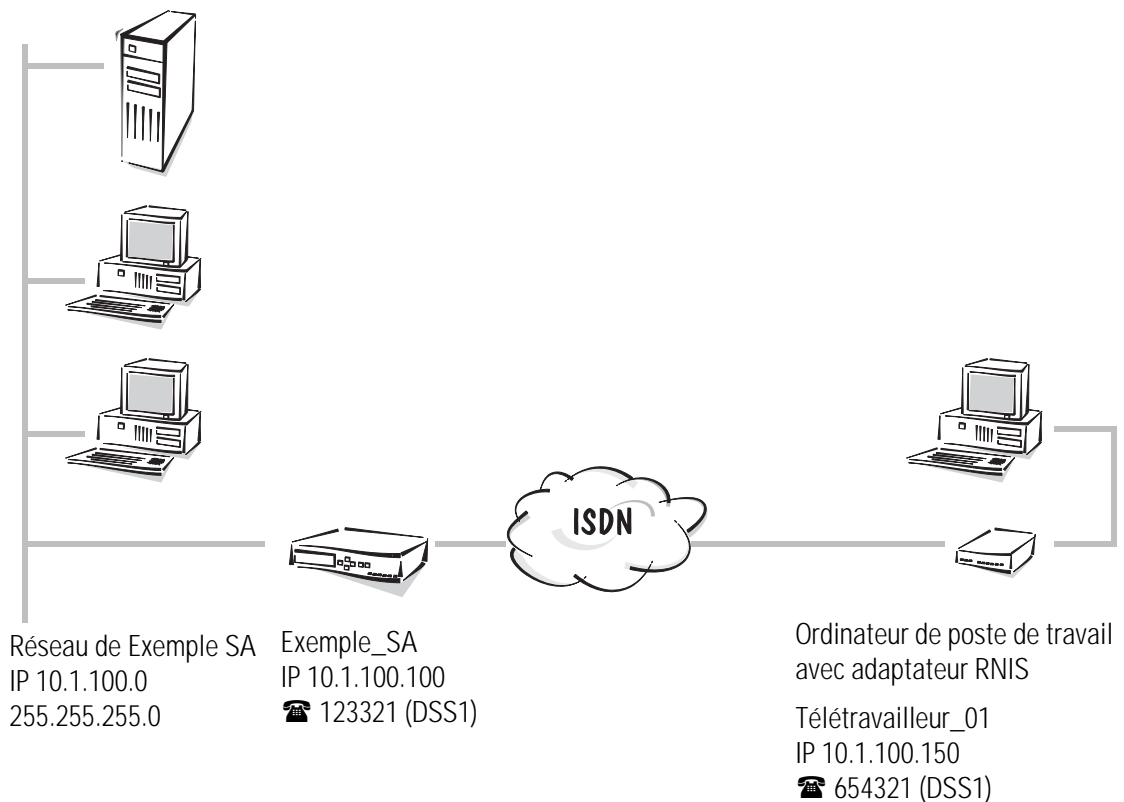 ISDN
Réseau de Exemple SA
IP 10.1.100.0
255.255.255.0
Exemple_SA
IP 10.1.100.100
☎ 123321 (DSS1)
Ordinateur de poste de travail
avec adaptateur RNIS
Télétravailleur_01
IP 10.1.100.150
☎ 654321 (DSS1)